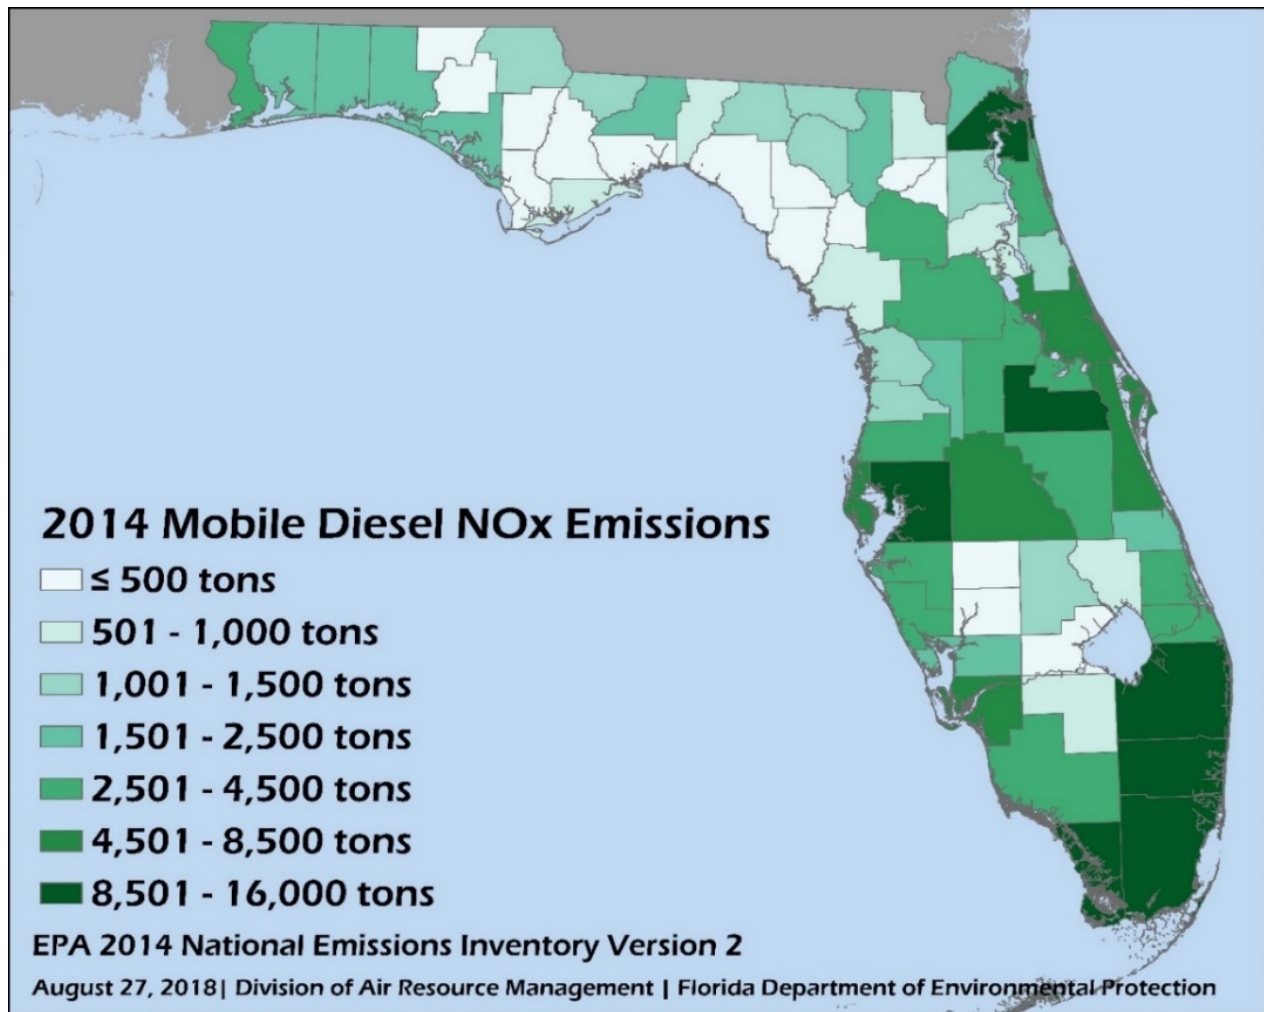 2014 Mobile Diesel NOx Emissions
≤ 500 tons
501 - 1,000 tons
1,001 - 1,500 tons
1,501 - 2,500 tons
2,501 - 4,500 tons
4,501 - 8,500 tons
8,501 - 16,000 tons
EPA 2014 National Emissions Inventory Version 2
August 27, 2018| Division of Air Resource Management | Florida Department of Environmental Protection